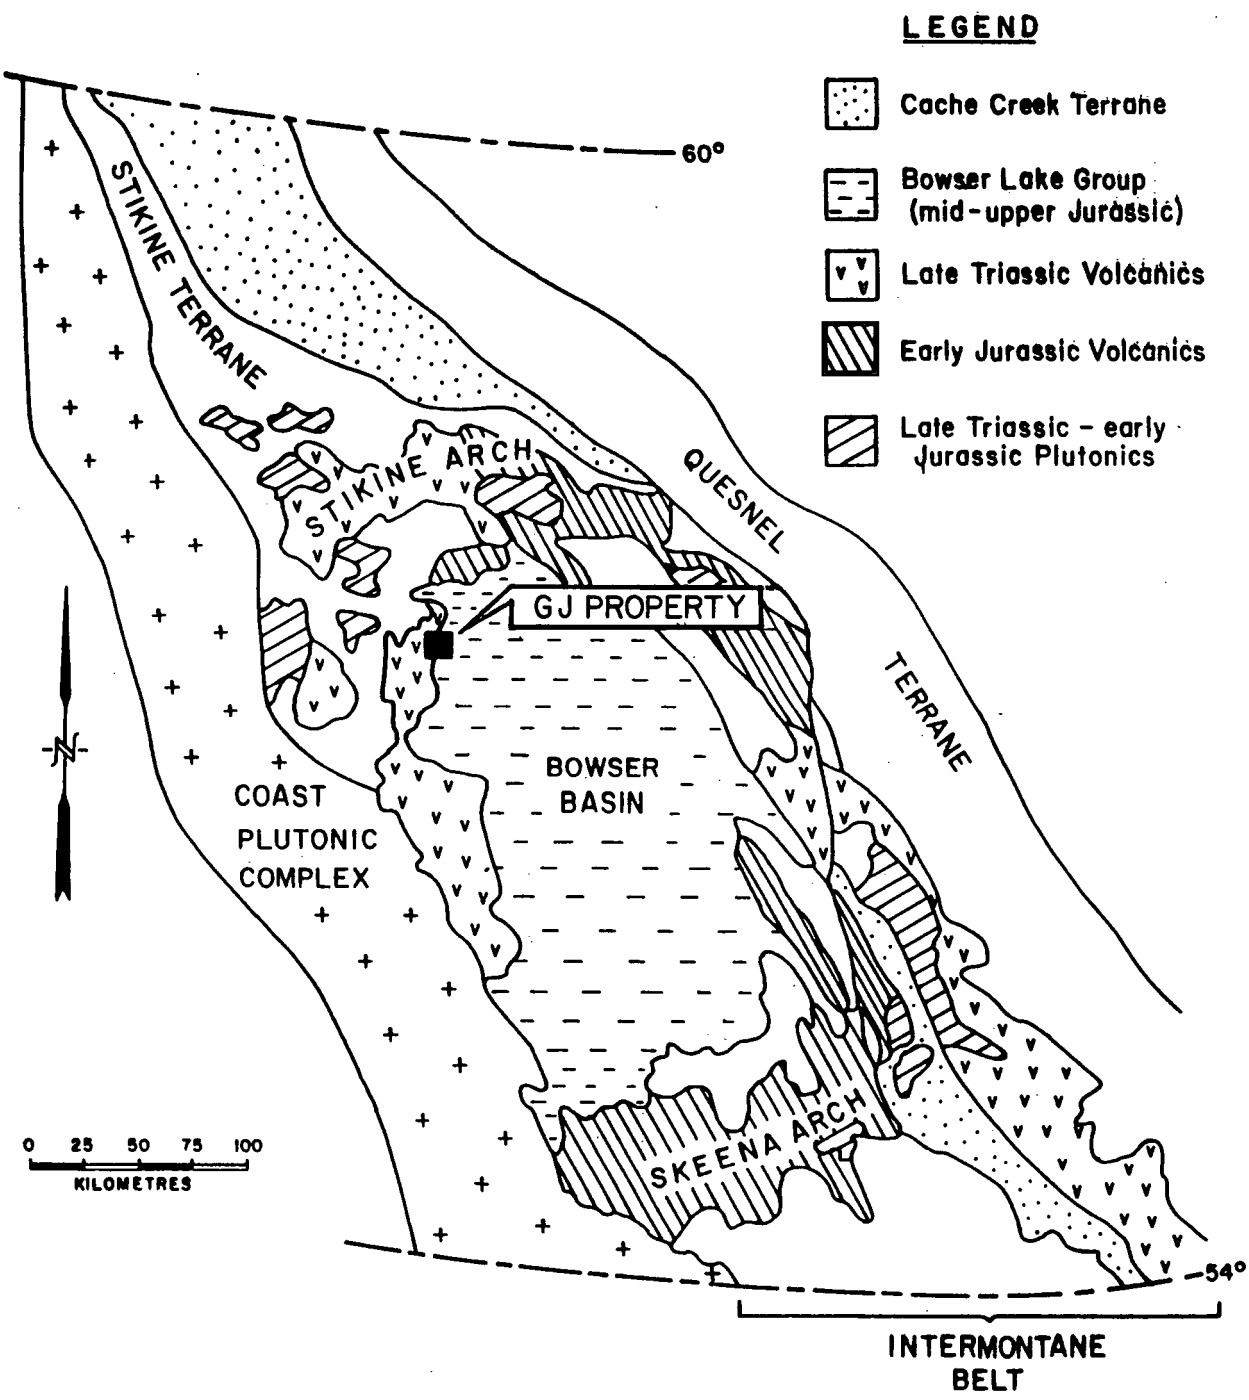 LEGEND
Cache Creek Terrane
Bowser Lake Group
(mid-upper Jurassic)
Late Triassic Volcanics
Early Jurassic Volcanics
Late Triassic - early
Jurassic Plutonics
60°
STIKINE TERRANE
STIKINE ARCH
QUESNEL
TERRANE
GJ PROPERTY
BOWSER
BASIN
COAST
PLUTONIC
COMPLEX
N
SKEENA ARCH
0 25 50 75 100
KILOMETRES
54°
INTERMONTANE
BELT